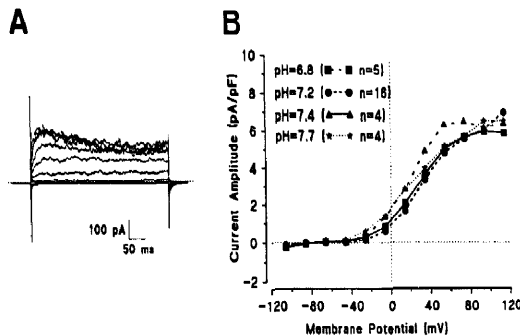 A
100 pA
50 ms
B
Current Amplitude (pA/pF)
10
8
6
4
2
0
-2
pH=6.8 ( n=5)
pH=7.2 ( n=16)
pH=7.4 ( n=4)
pH=7.7 ( n=4)
-120 -80 -40 0 40 80 120
Membrane Potential (mV)